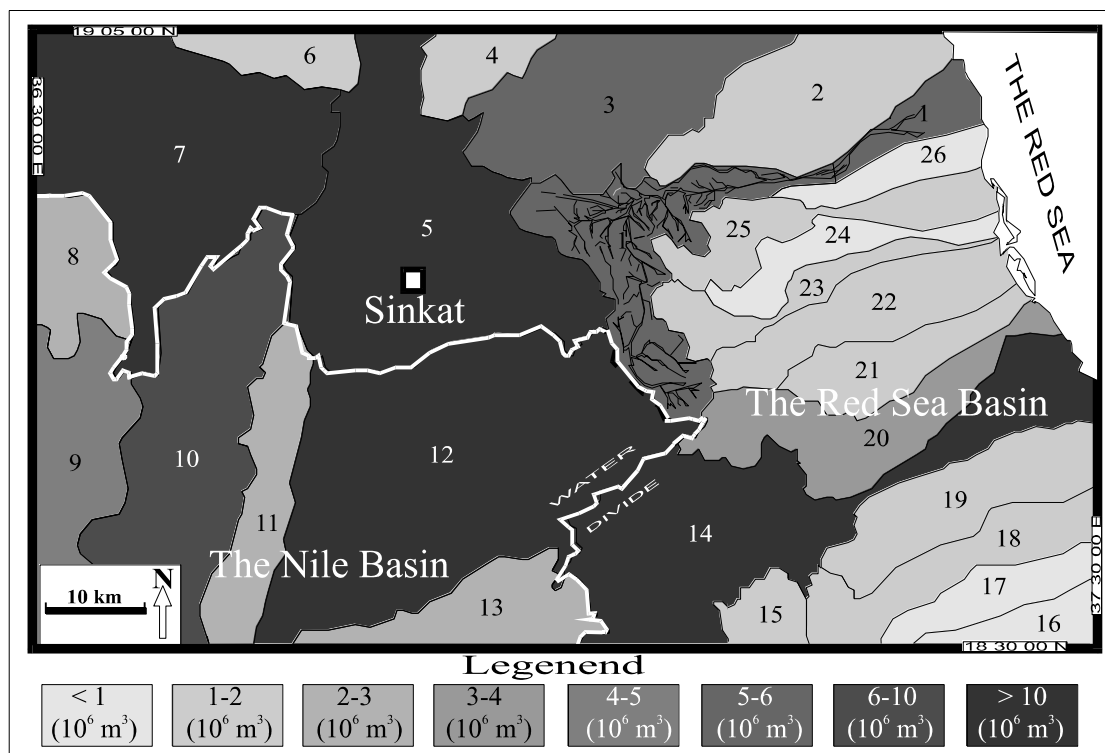 19 05 00 N
36 30 00 E
6
4
3
2
1
THE RED SEA
26
7
5
25
24
8
1
23
Sinkat
22
21
The Red Sea Basin
20
9
10
12
WATER
DIVIDE
19
11
14
18
The Nile Basin
37 30 00 E
17
10 km
N
13
15
16
18 30 00 N
Legenend
< 1 1-2 2-3 3-4 4-5 5-6 6-10 > 10
(10⁶ m³) (10⁶ m³) (10⁶ m³) (10⁶ m³) (10⁶ m³) (10⁶ m³) (10⁶ m³) (10⁶ m³)